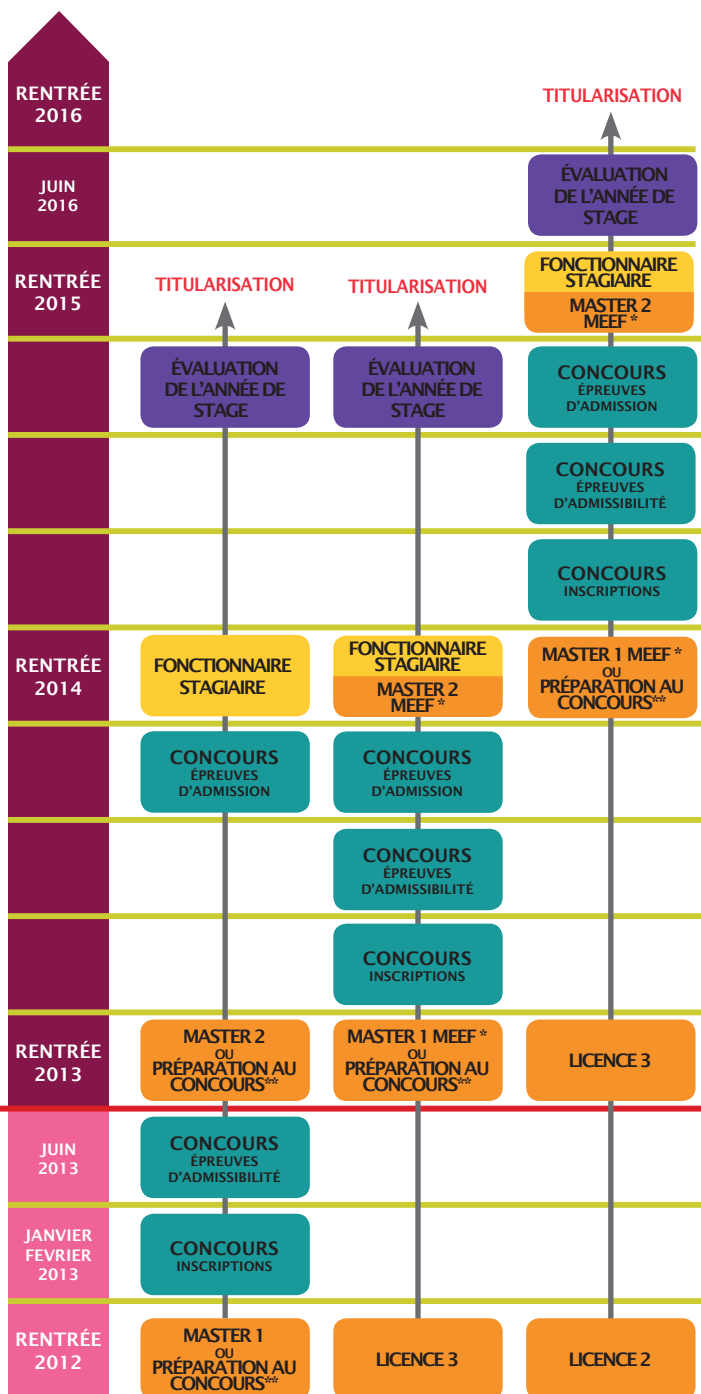 RENTRÉE
2016
TITULARISATION
JUIN
2016
ÉVALUATION
DE L'ANNÉE DE
STAGE
RENTRÉE
2015
TITULARISATION
TITULARISATION
FONCTIONNAIRE
STAGIAIRE
MASTER 2
MEEF *
ÉVALUATION
DE L'ANNÉE DE
STAGE
ÉVALUATION
DE L'ANNÉE DE
STAGE
CONCOURS
ÉPREUVES
D'ADMISSION
CONCOURS
ÉPREUVES
D'ADMISSIBILITÉ
CONCOURS
INSCRIPTIONS
RENTRÉE
2014
FONCTIONNAIRE
STAGIAIRE
FONCTIONNAIRE
STAGIAIRE
MASTER 2
MEEF *
MASTER 1 MEEF *
OU
PRÉPARATION AU
CONCOURS**
CONCOURS
ÉPREUVES
D'ADMISSION
CONCOURS
ÉPREUVES
D'ADMISSION
CONCOURS
ÉPREUVES
D'ADMISSIBILITÉ
CONCOURS
INSCRIPTIONS
RENTRÉE
2013
MASTER 2
OU
PRÉPARATION AU
CONCOURS**
MASTER 1 MEEF *
OU
PRÉPARATION AU
CONCOURS**
LICENCE 3
JUIN
2013
CONCOURS
ÉPREUVES
D'ADMISSIBILITÉ
JANVIER
FEVRIER
2013
CONCOURS
INSCRIPTIONS
RENTRÉE
2012
MASTER 1
OU
PRÉPARATION AU
CONCOURS**
LICENCE 3
LICENCE 2